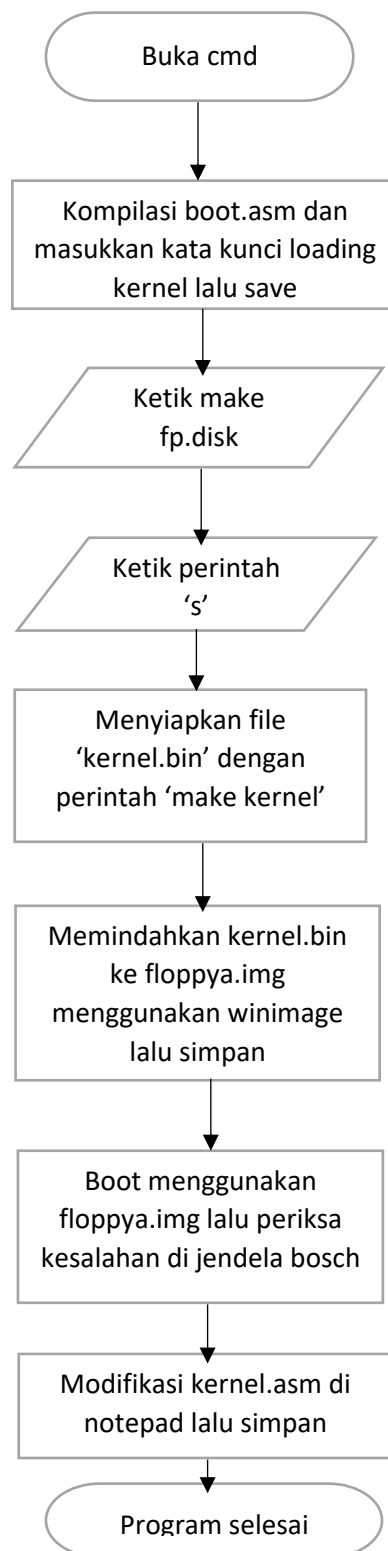 Buka cmd
Kompilasi boot.asm dan
masukkan kata kunci loading
kernel lalu save
Ketik make
fp.disk
Ketik perintah
‘s’
Menyiapkan file
‘kernel.bin’ dengan
perintah ‘make kernel’
Memindahkan kernel.bin
ke floppya.img
menggunakan winimage
lalu simpan
Boot menggunakan
floppya.img lalu periksa
kesalahan di jendela bosch
Modifikasi kernel.asm di
notepad lalu simpan
Program selesai